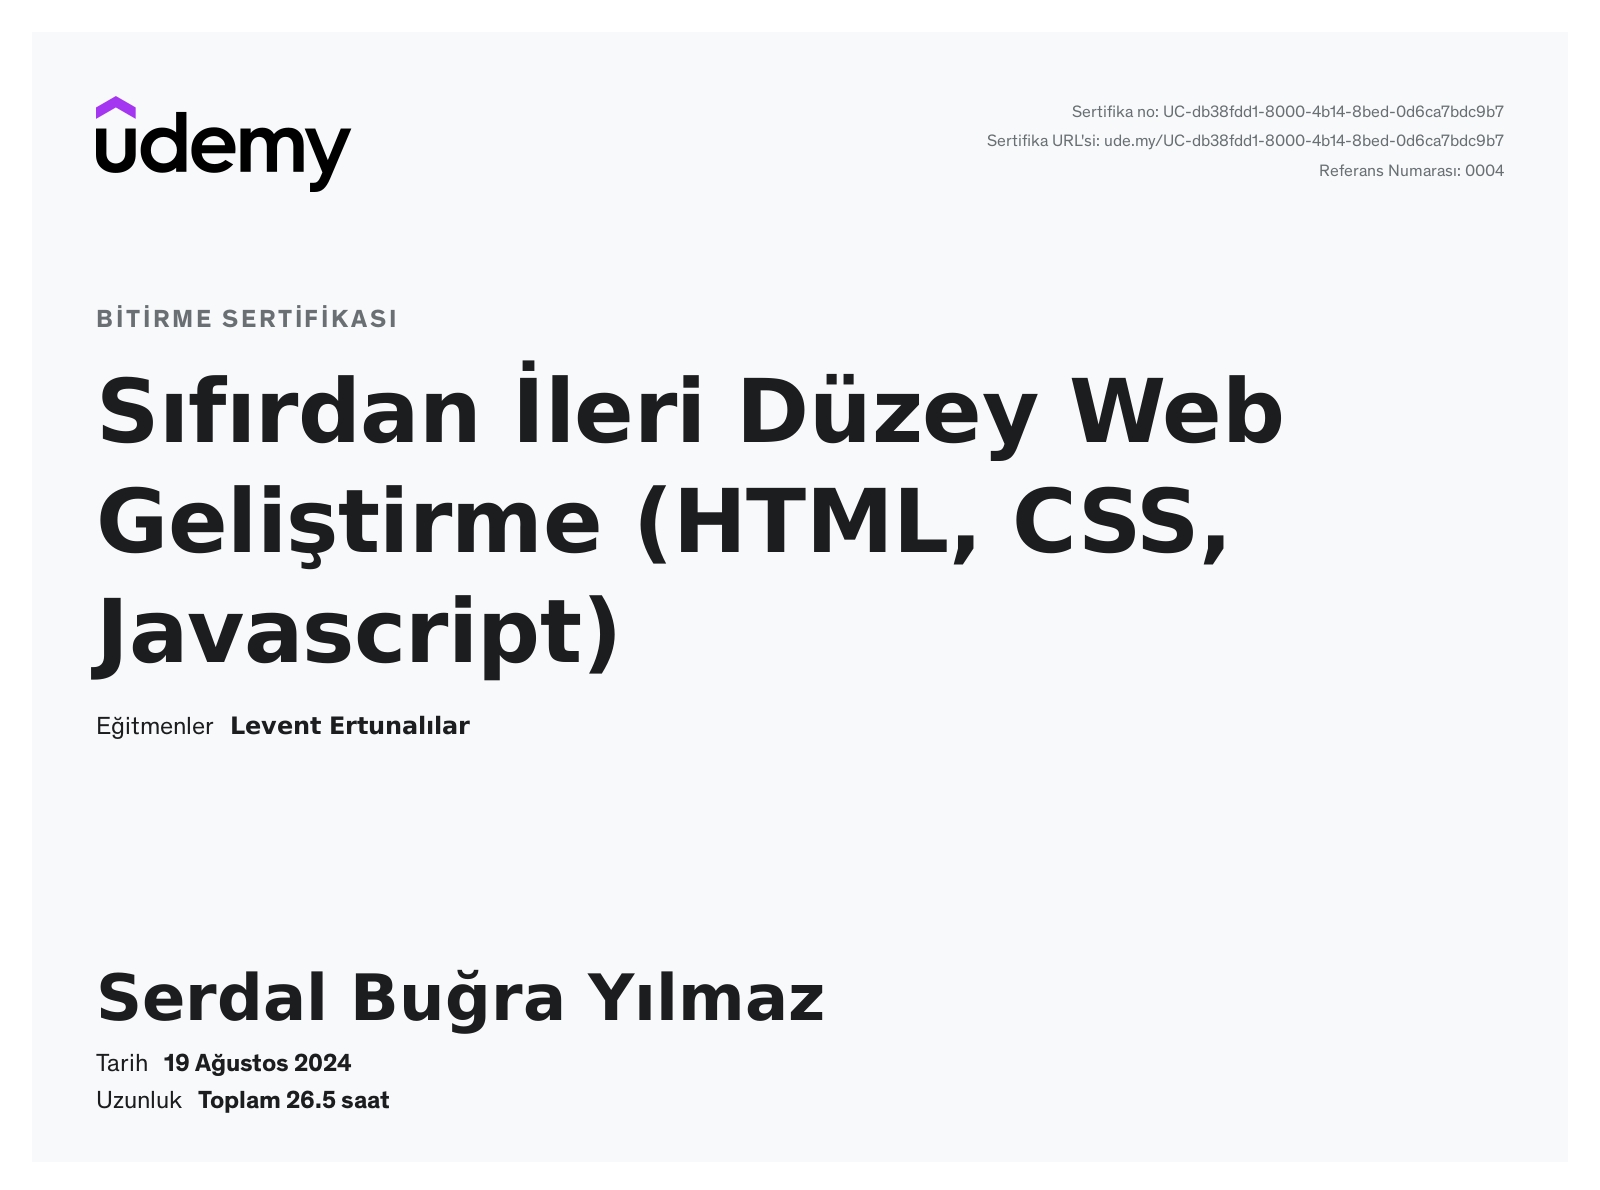 udemy
Sertifika no: UC-db38fdd1-8000-4b14-8bed-0d6ca7bdc9b7
Sertifika URL'si: ude.my/UC-db38fdd1-8000-4b14-8bed-0d6ca7bdc9b7
Referans Numarası: 0004
BİTİRME SERTİFİKASI
Sıfırdan İleri Düzey Web
Geliştirme (HTML, CSS,
Javascript)
Eğitmenler Levent Ertunalılar
Serdal Buğra Yılmaz
Tarih 19 Ağustos 2024
Uzunluk Toplam 26.5 saat